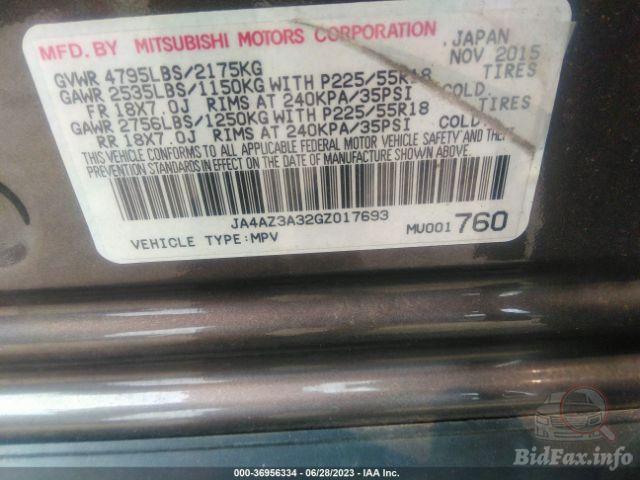 MFD. BY MITSUBISHI MOTORS CORPORATION, JAPAN
NOV 2015
GVWR 4795LBS/2175KG
GAWR 2535LBS/1150KG WITH P225/55R18 TIRES
FR 18X7.0J RIMS AT 240KPA/35PSI COLD.
GAWR 2756LBS/1250KG WITH P225/55R18 TIRES
RR 18X7.0J RIMS AT 240KPA/35PSI COLD.
THIS VEHICLE CONFORMS TO ALL APPLICABLE FEDERAL MOTOR VEHICLE SAFETY AND THEFT
PREVENTION STANDARDS IN EFFECT ON THE DATE OF MANUFACTURE SHOWN ABOVE.
JA4AZ3A32GZ017693
VEHICLE TYPE:MPV
MU001760
BidFax.info
000-36956334 / 06/28/2023 - IAA Inc.